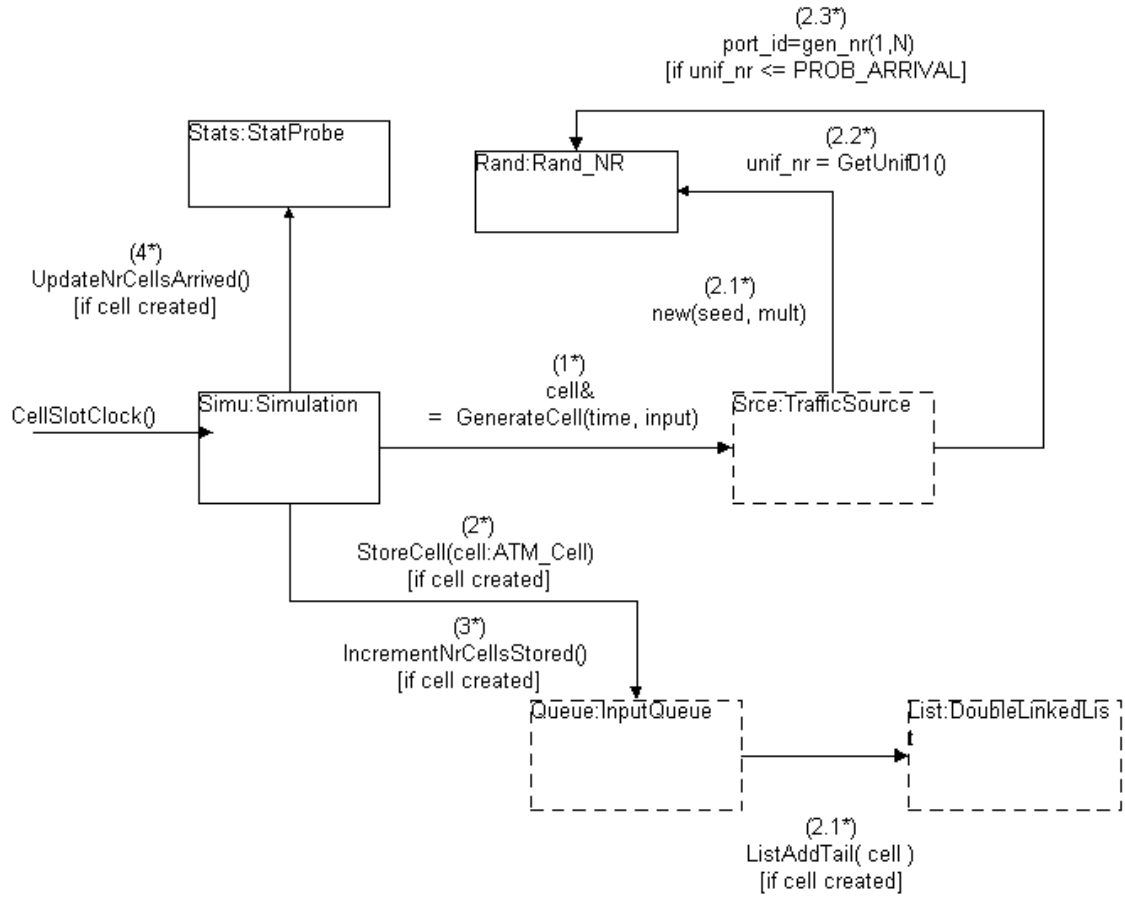 (2.3*)
port_id=gen_nr(1,N)
[if unif_nr <= PROB_ARRIVAL]
Stats:StatProbe
Rand:Rand_NR
(2.2*)
unif_nr = GetUnif01()
(4*)
UpdateNrCellsArrived()
[if cell created]
(2.1*)
new(seed, mult)
(1*)
cell&
= GenerateCell(time, input)
CellSlotClock()
Simu:Simulation
Srce:TrafficSource
(2*)
StoreCell(cell:ATM_Cell)
[if cell created]
(3*)
IncrementNrCellsStored()
[if cell created]
Queue:InputQueue
List:DoubleLinkedLis
t
(2.1*)
ListAddTail( cell )
[if cell created]